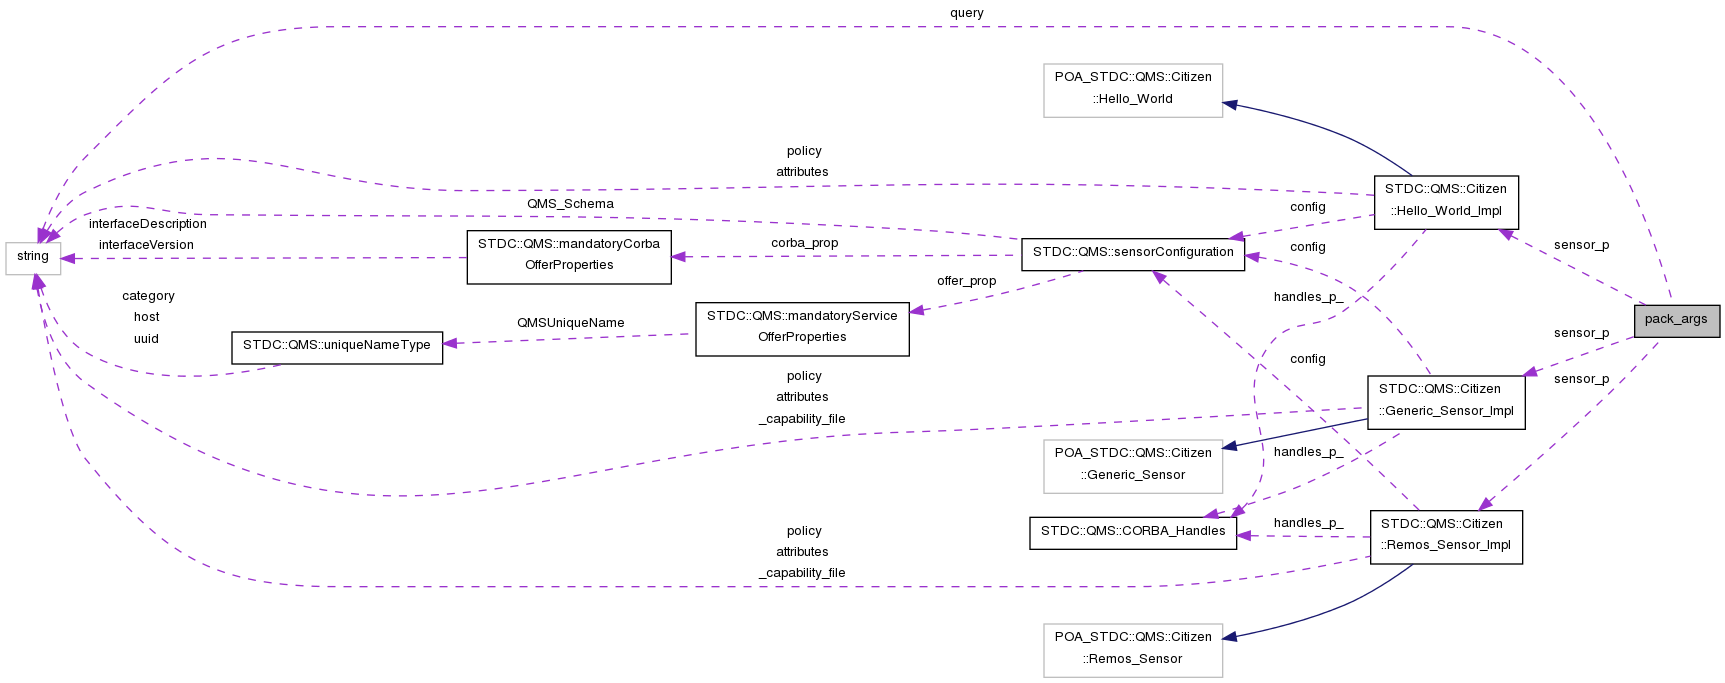 query
POA_STDC::QMS::Citizen
::Hello_World
policy
attributes
STDC::QMS::Citizen
::Hello_World_Impl
QMS_Schema
config
interfaceDescription
interfaceVersion
string
STDC::QMS::mandatoryCorba
OfferProperties
corba_prop
STDC::QMS::sensorConfiguration
config
sensor_p
offer_prop
handles_p_
category
host
uuid
QMSUniqueName
STDC::QMS::mandatoryService
OfferProperties
pack_args
STDC::QMS::uniqueNameType
sensor_p
config
sensor_p
policy
attributes
_capability_file
STDC::QMS::Citizen
::Generic_Sensor_Impl
POA_STDC::QMS::Citizen
::Generic_Sensor
handles_p_
STDC::QMS::CORBA_Handles
handles_p_
STDC::QMS::Citizen
::Remos_Sensor_Impl
policy
attributes
_capability_file
POA_STDC::QMS::Citizen
::Remos_Sensor